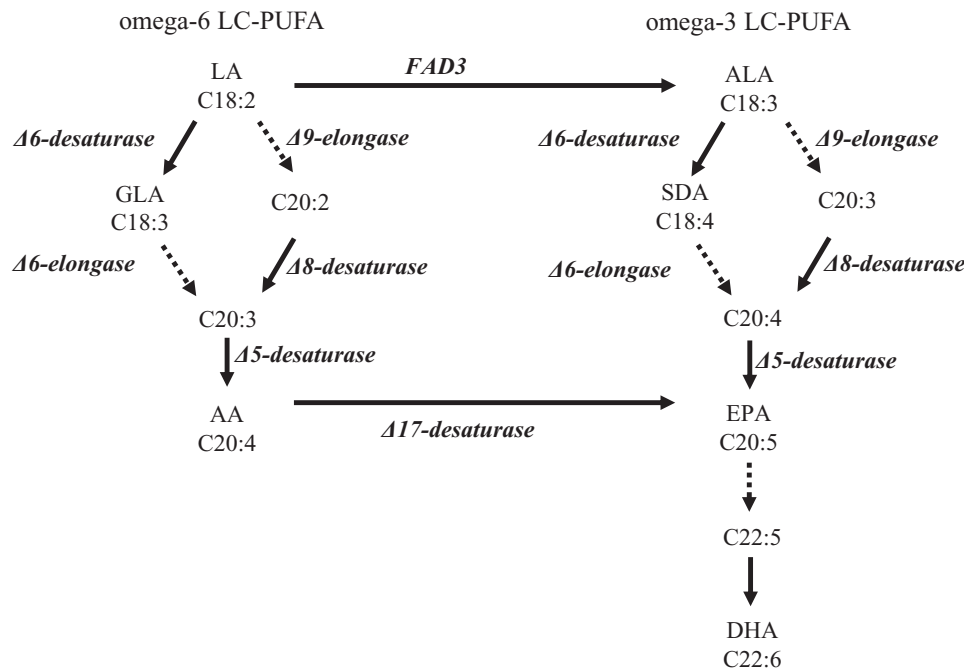 omega-6 LC-PUFA
omega-3 LC-PUFA
LA
C18:2
FAD3
ALA
C18:3
Δ6-desaturase
Δ9-elongase
Δ6-desaturase
Δ9-elongase
GLA
C18:3
C20:2
SDA
C18:4
C20:3
Δ6-elongase
Δ8-desaturase
Δ6-elongase
Δ8-desaturase
C20:3
C20:4
Δ5-desaturase
Δ5-desaturase
AA
C20:4
Δ17-desaturase
EPA
C20:5
C22:5
DHA
C22:6